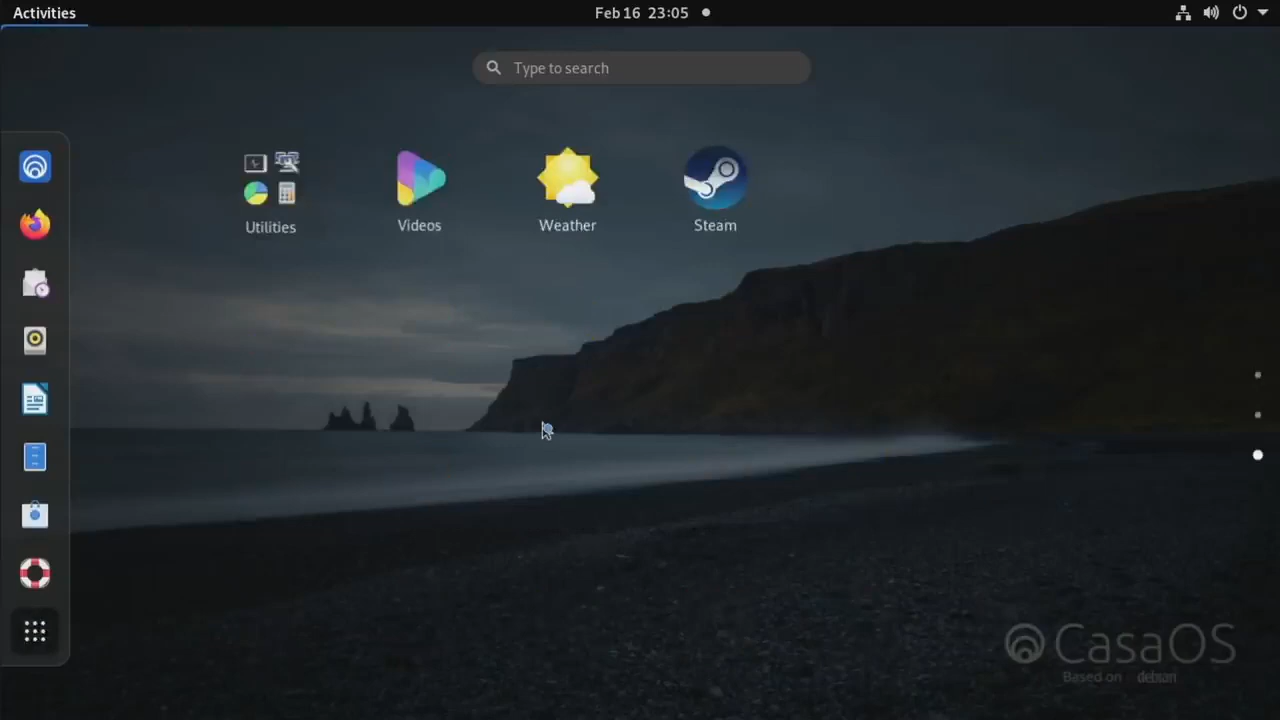 Activities
Feb 16 23:05
Type to search
Utilities
Videos
Weather
Steam
CasaOS
Based on debian